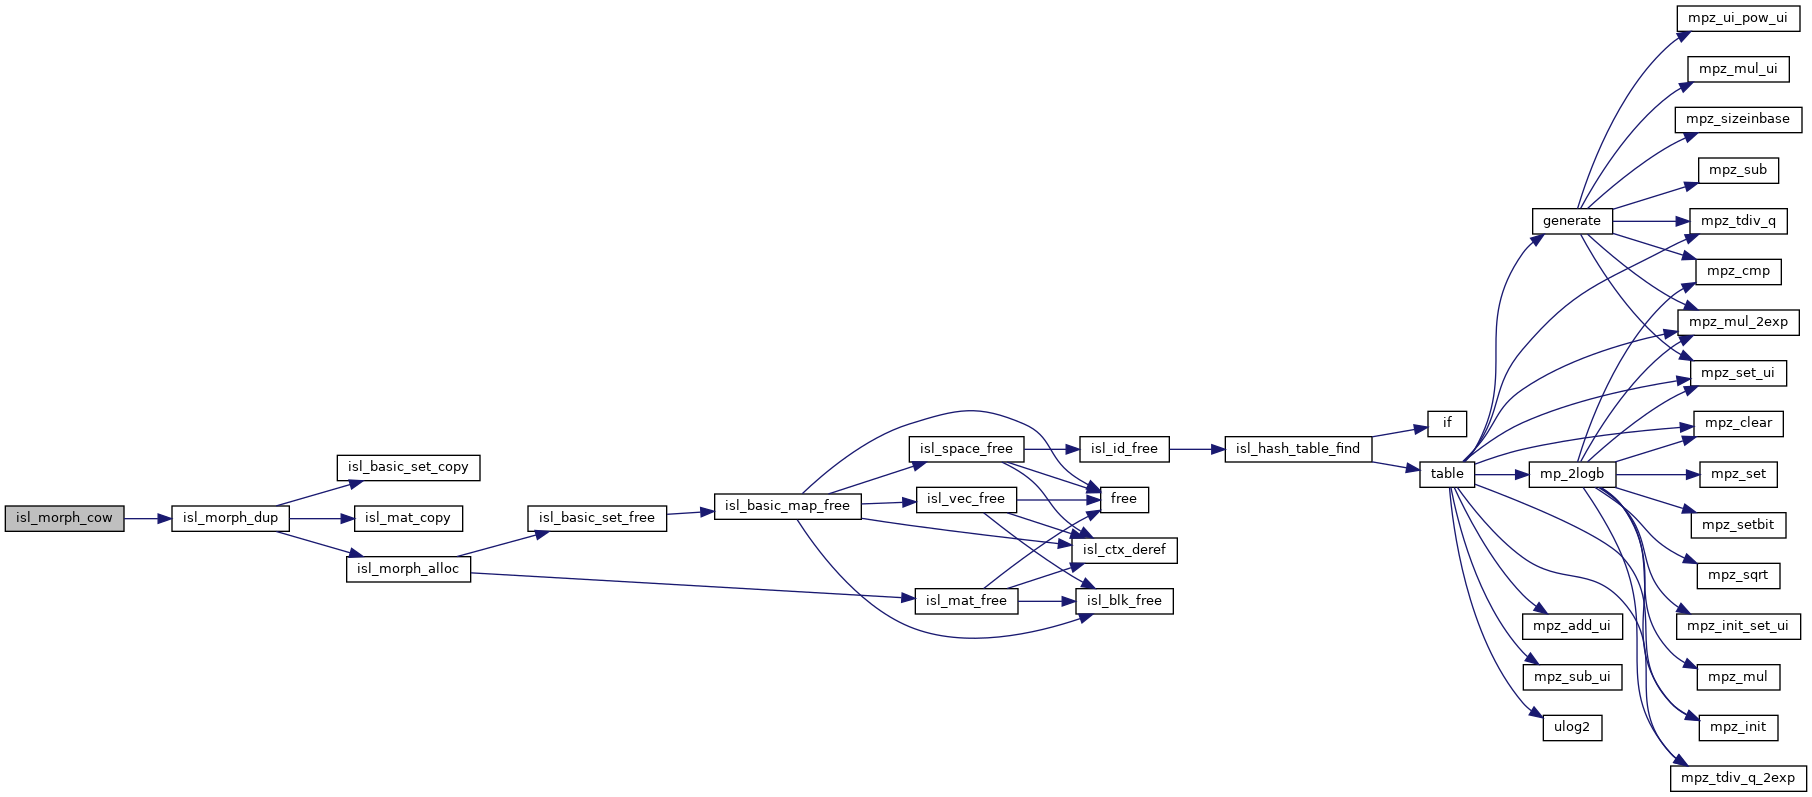 isl_morph_cow
isl_morph_dup
isl_basic_set_copy
isl_mat_copy
isl_morph_alloc
isl_basic_set_free
isl_basic_map_free
isl_space_free
isl_vec_free
isl_mat_free
isl_id_free
free
isl_ctx_deref
isl_blk_free
isl_hash_table_find
if
table
generate
mp_2logb
mpz_add_ui
mpz_sub_ui
ulog2
mpz_ui_pow_ui
mpz_mul_ui
mpz_sizeinbase
mpz_sub
mpz_tdiv_q
mpz_cmp
mpz_mul_2exp
mpz_set_ui
mpz_clear
mpz_set
mpz_setbit
mpz_sqrt
mpz_init_set_ui
mpz_mul
mpz_init
mpz_tdiv_q_2exp